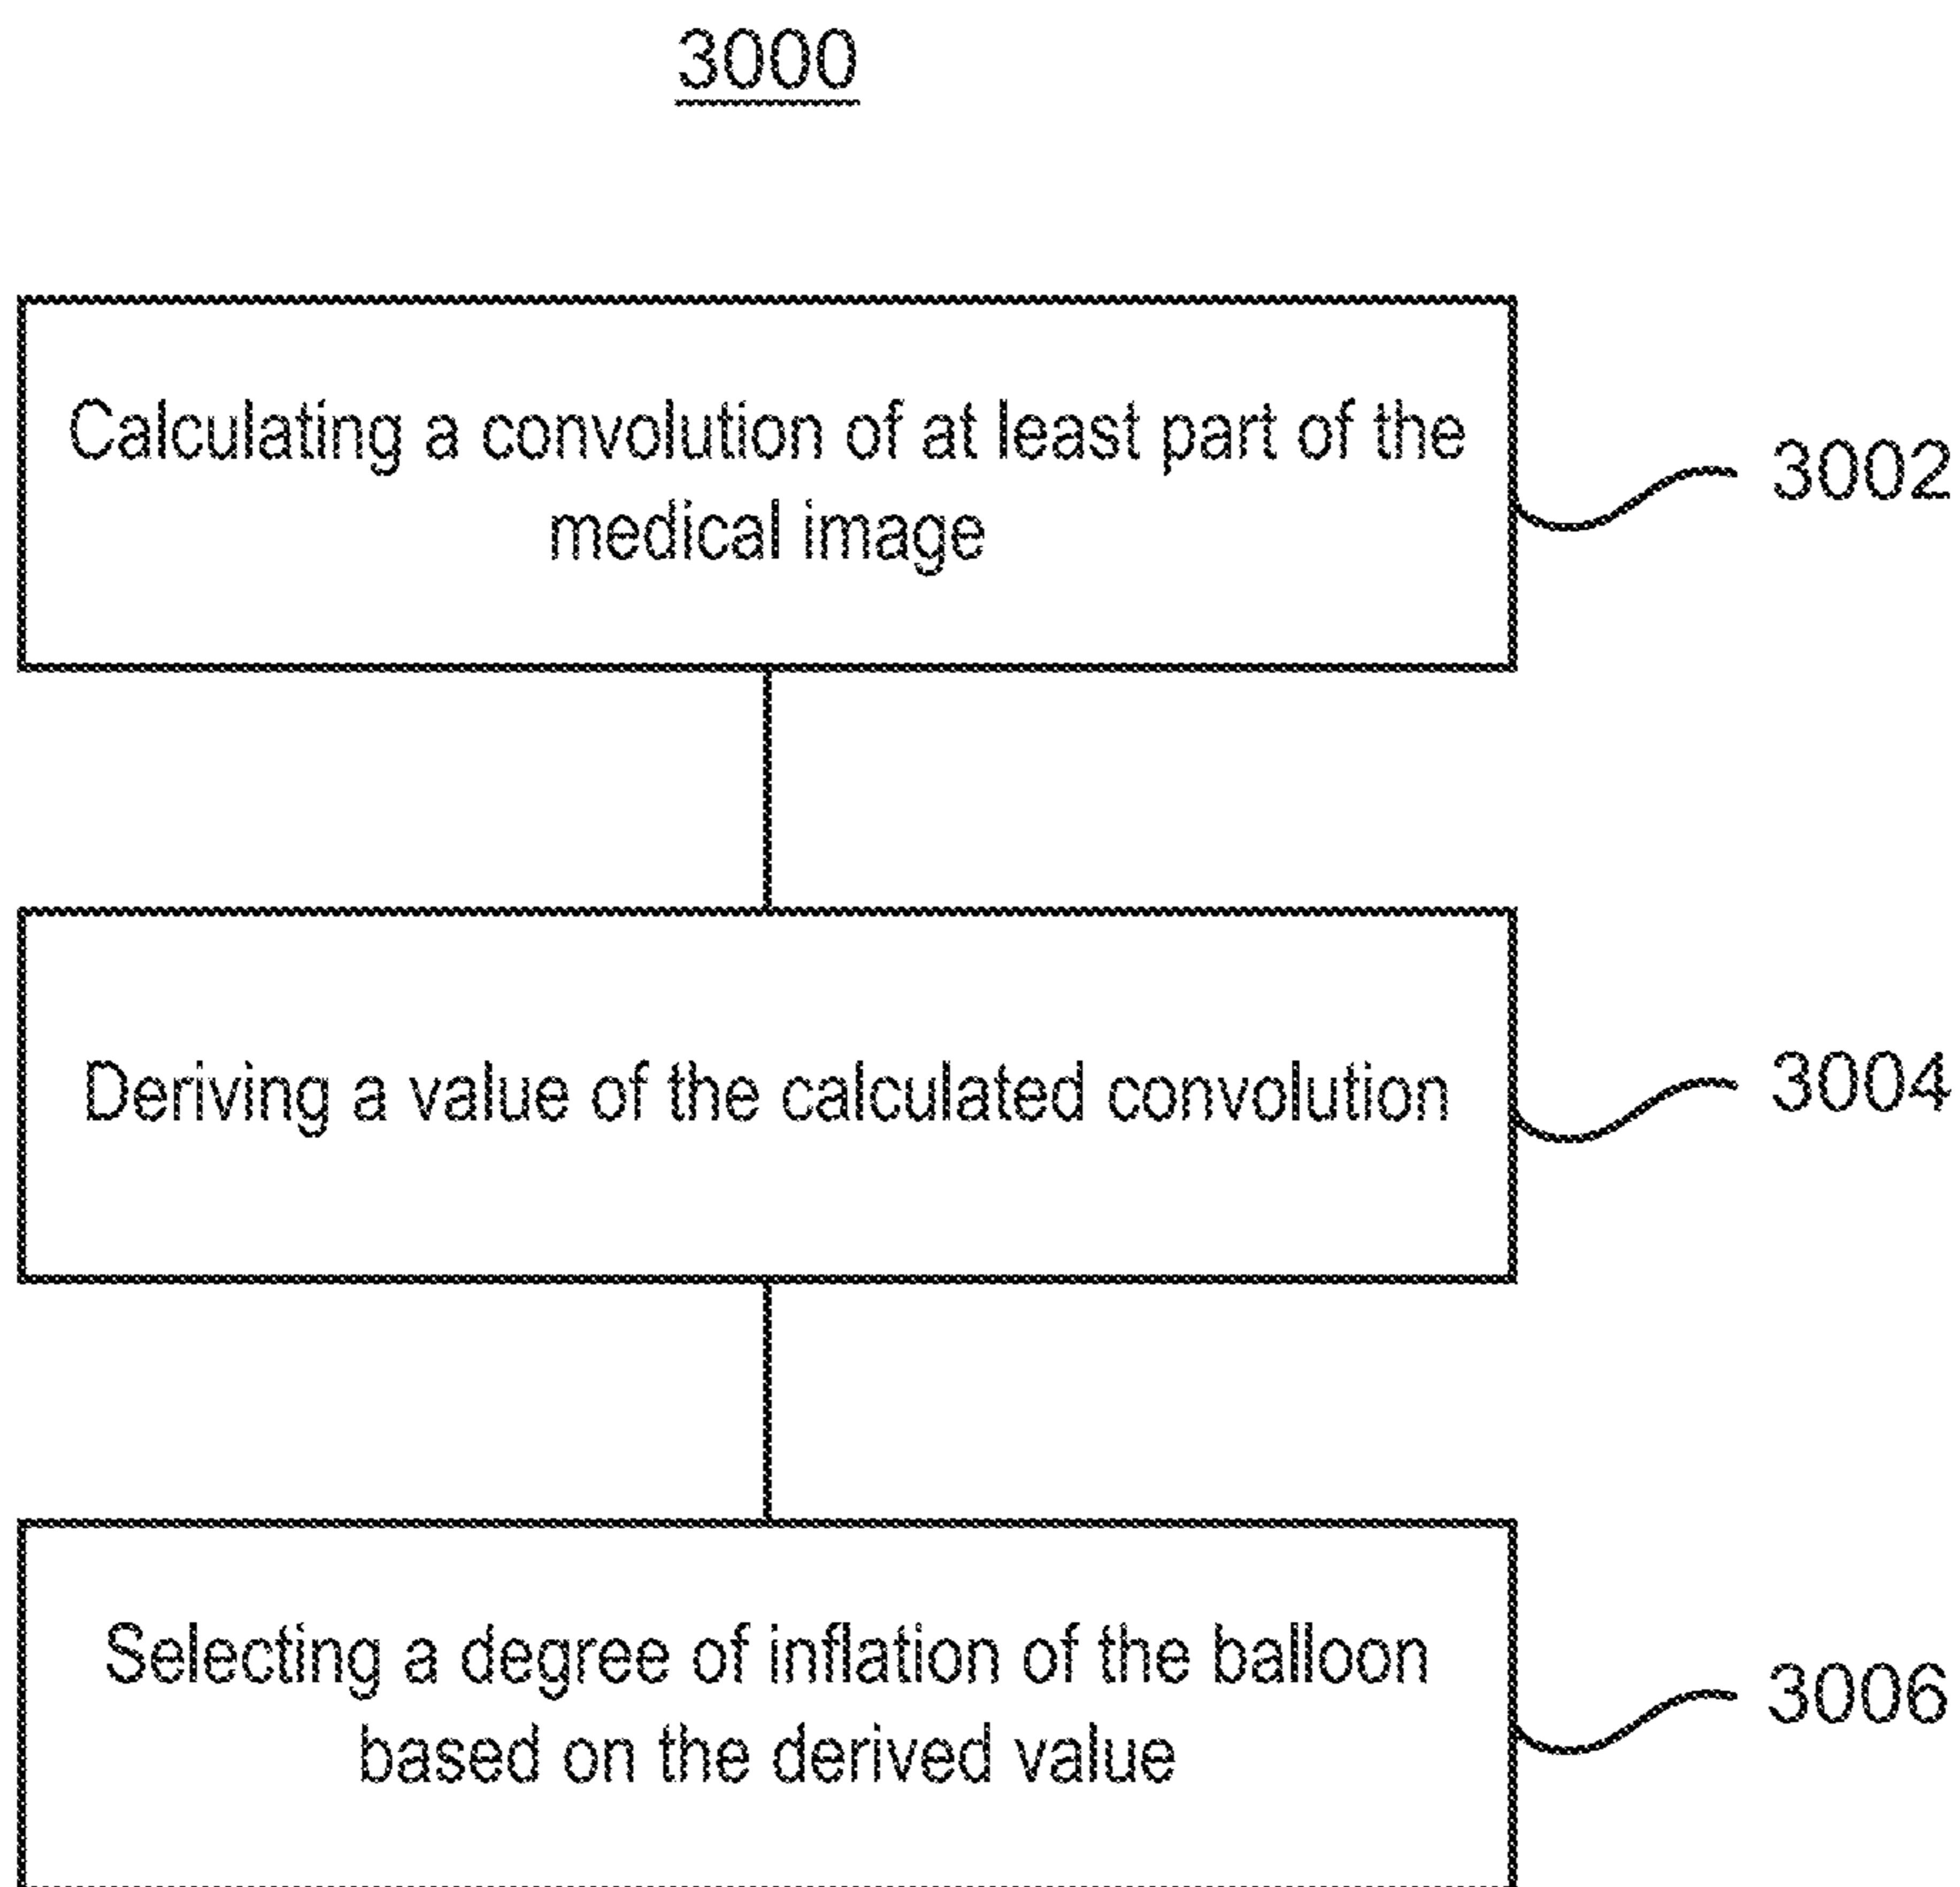 3000
Calculating a convolution of at least part of the
medical image
3002
Deriving a value of the calculated convolution
3004
Selecting a degree of inflation of the balloon
based on the derived value
3006